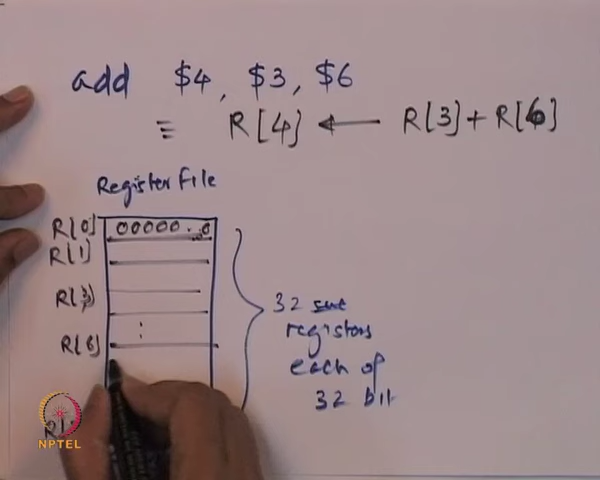 add $4, $3, $6
≡ R[4] ← R[3] + R[6]
Register File
R[0] 00000..0
R[1]
R[3]
:
R[6]
32
registers
each of
32 bit
NPTEL